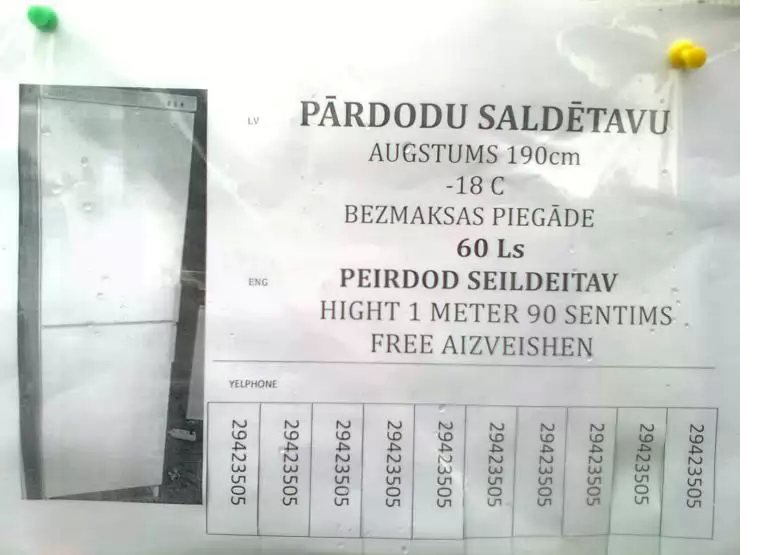 LV
PĀRDODU SALDĒTAVU
AUGSTUMS 190cm
-18 C
BEZMAKSAS PIEGĀDE
60 Ls
ENG
PEIRDOD SEILDEITAV
HIGHT 1 METER 90 SENTIMS
FREE AIZVEISHEN
YELPHONE
29423505
29423505
29423505
29423505
29423505
29423505
29423505
29423505
29423505
29423505